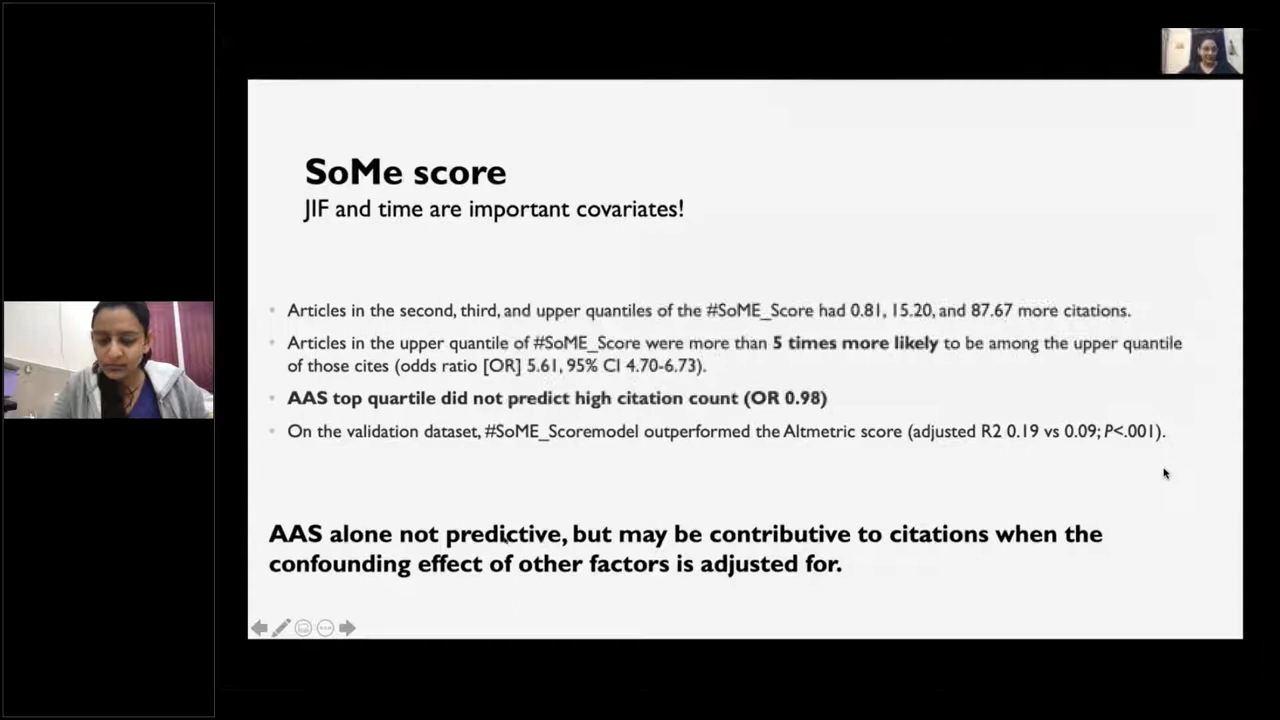 SoMe score
JIF and time are important covariates!
Articles in the second, third, and upper quantiles of the #SoME_Score had 0.81, 15.20, and 87.67 more citations.
Articles in the upper quantile of #SoME_Score were more than 5 times more likely to be among the upper quantile
of those cites (odds ratio [OR] 5.61, 95% CI 4.70-6.73).
AAS top quartile did not predict high citation count (OR 0.98)
On the validation dataset, #SoME_Scoremodel outperformed the Altmetric score (adjusted R2 0.19 vs 0.09; P<.001).
AAS alone not predictive, but may be contributive to citations when the
confounding effect of other factors is adjusted for.